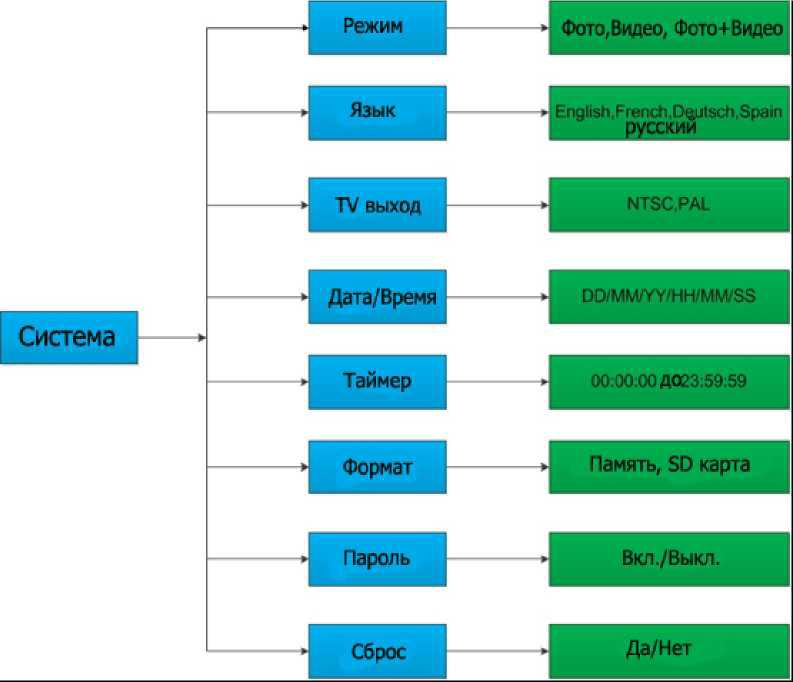 Режим
Фото,Видео, Фото+Видео
Язык
English,French,Deutsch,Spain
русский
TV выход
NTSC,PAL
Дата/Время
DD/MM/YY/HH/MM/SS
Система
Таймер
00:00:00 до23:59:59
Формат
Память, SD карта
Пароль
Вкл./Выкл.
Сброс
Да/Нет